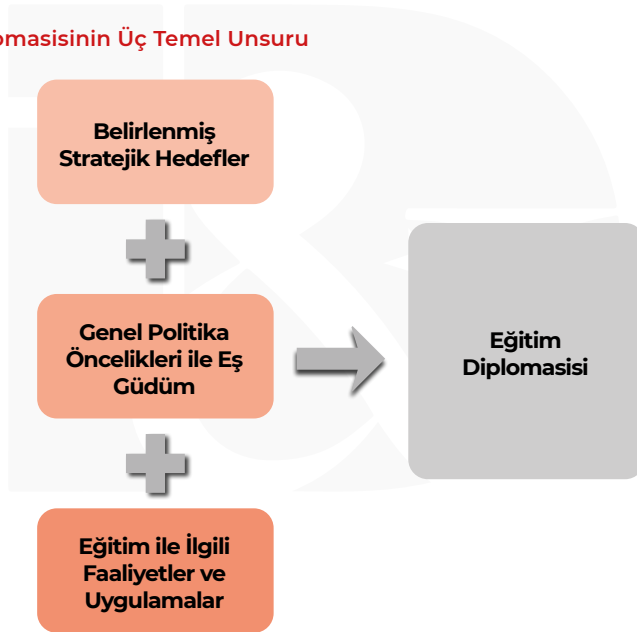 omasisinin Üç Temel Unsuru
Belirlenmiş
Stratejik Hedefler
Genel Politika
Öncelikleri ile Eş
Güdüm
Eğitim
Diplomasisi
Eğitim ile İlgili
Faaliyetler ve
Uygulamalar